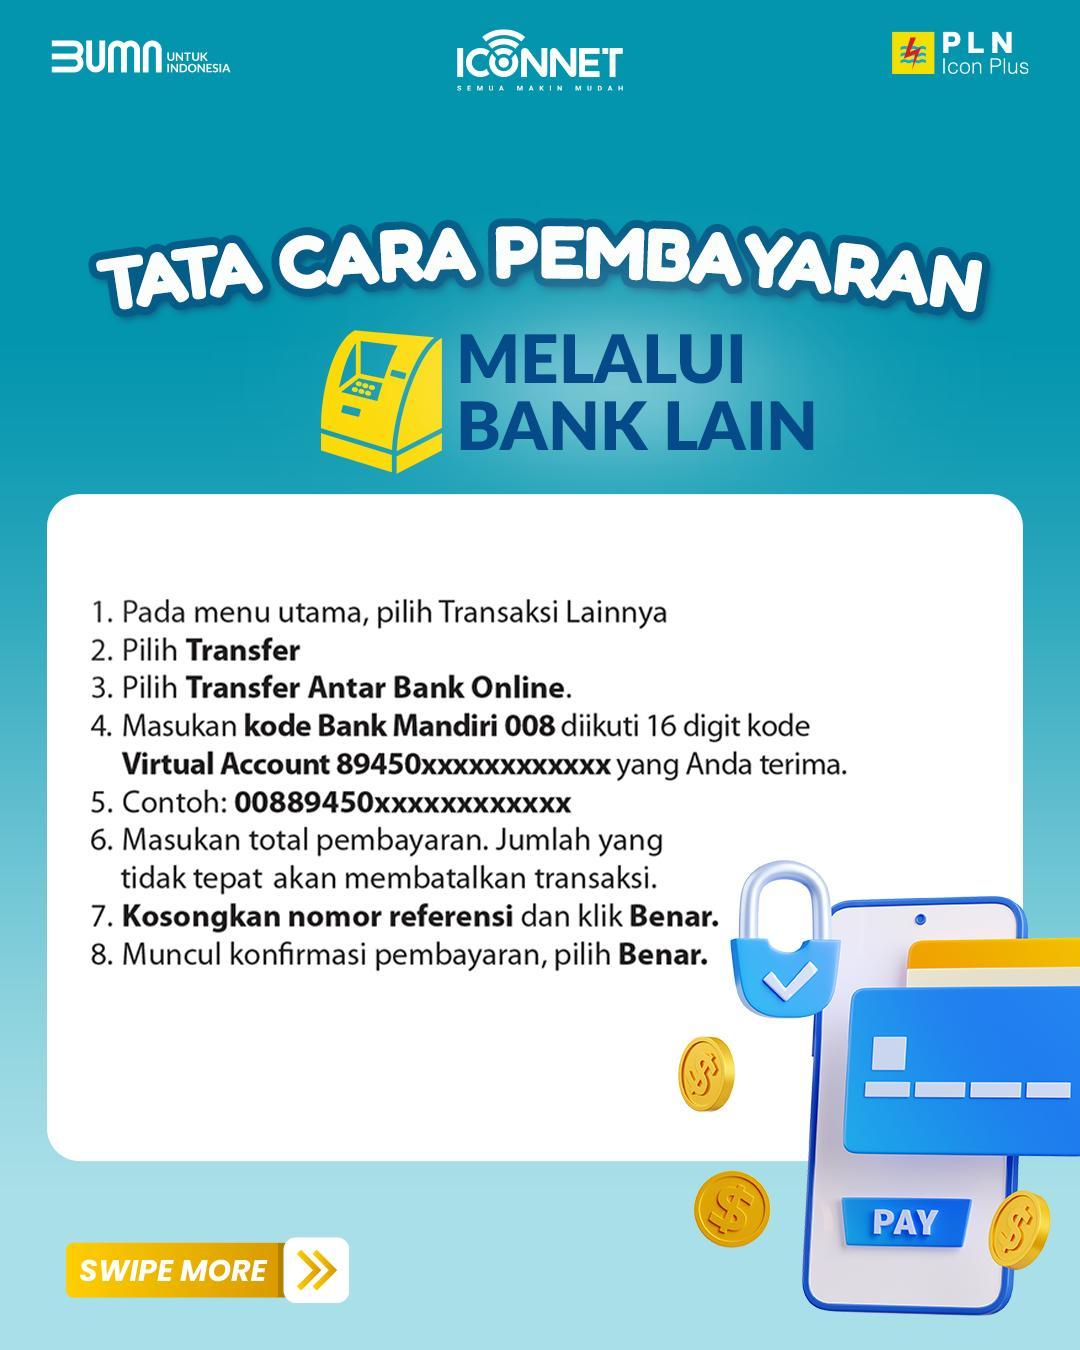 BUMN UNTUK
INDONESIA
ICONNET
SEMUA MAKIN MUDAH
PLN
Icon Plus
TATA CARA PEMBAYARAN
MELALUI
BANK LAIN
1. Pada menu utama, pilih Transaksi Lainnya
2. Pilih Transfer
3. Pilih Transfer Antar Bank Online.
4. Masukan kode Bank Mandiri 008 diikuti 16 digit kode
Virtual Account 89450xxxxxxxxxxxx yang Anda terima.
5. Contoh: 00889450xxxxxxxxxxxx
6. Masukan total pembayaran. Jumlah yang
tidak tepat akan membatalkan transaksi.
7. Kosongkan nomor referensi dan klik Benar.
8. Muncul konfirmasi pembayaran, pilih Benar.
PAY
SWIPE MORE